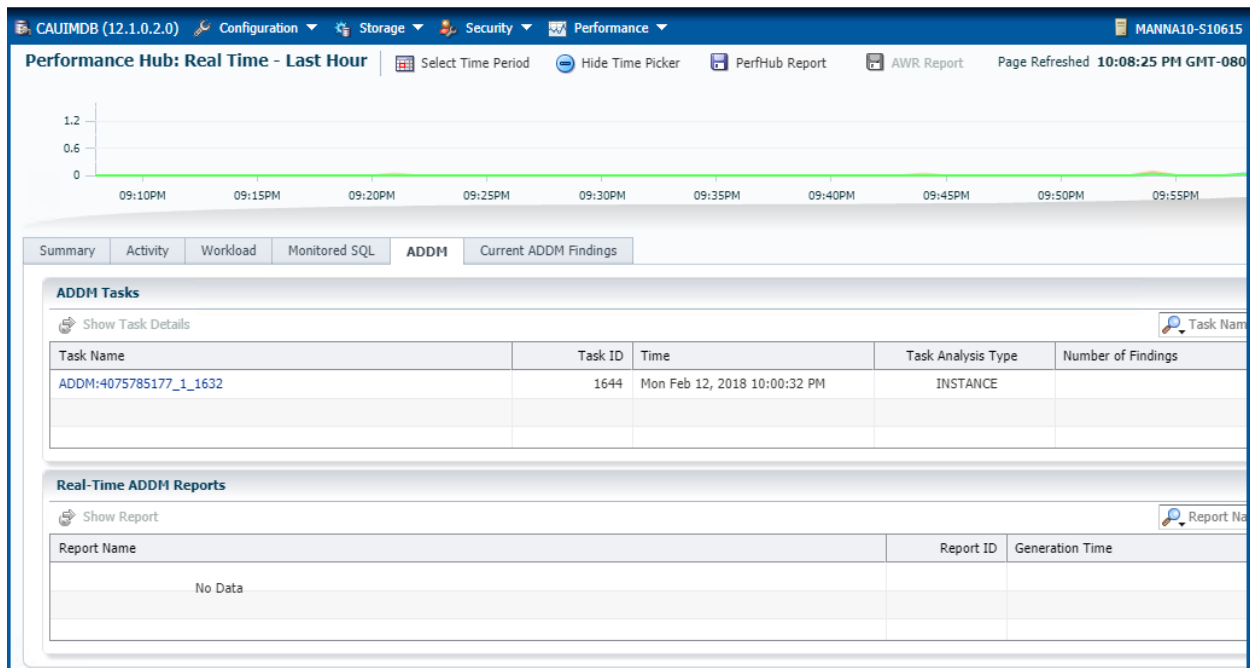 CAUIMDB (12.1.0.2.0) Configuration Storage Security Performance MANNA10-S10615
Performance Hub: Real Time - Last Hour Select Time Period Hide Time Picker PerfHub Report AWR Report Page Refreshed 10:08:25 PM GMT-080
1.2
0.6
0
09:10PM 09:15PM 09:20PM 09:25PM 09:30PM 09:35PM 09:40PM 09:45PM 09:50PM 09:55PM
Summary Activity Workload Monitored SQL ADDM Current ADDM Findings
ADDM Tasks
Show Task Details Task Nam
Task Name Task ID Time Task Analysis Type Number of Findings
ADDM:4075785177_1_1632 1644 Mon Feb 12, 2018 10:00:32 PM INSTANCE
Real-Time ADDM Reports
Show Report Report Na
Report Name Report ID Generation Time
No Data